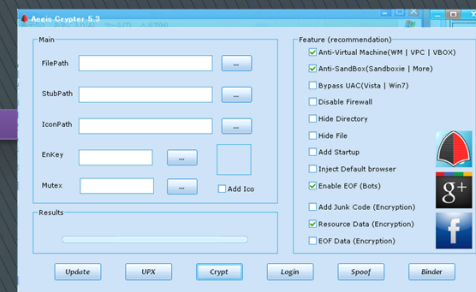 Aegis Crypter 5.3
Main
FilePath
...
StubPath
...
IconPath
...
EnKey
...
Mutex
...
Add Ico
Results
Feature (recommendation)
Anti-Virtual Machine(WM | VPC | VBOX)
Anti-SandBox(Sandboxie | More)
Bypass UAC(Vista | Win7)
Disable Firewall
Hide Directory
Hide File
Add Startup
Inject Default browser
Enable EOF (Bots)
Add Junk Code (Encryption)
Resource Data (Encryption)
EOF Data (Encryption)
g+
f
Update
UPX
Crypt
Login
Spoof
Binder